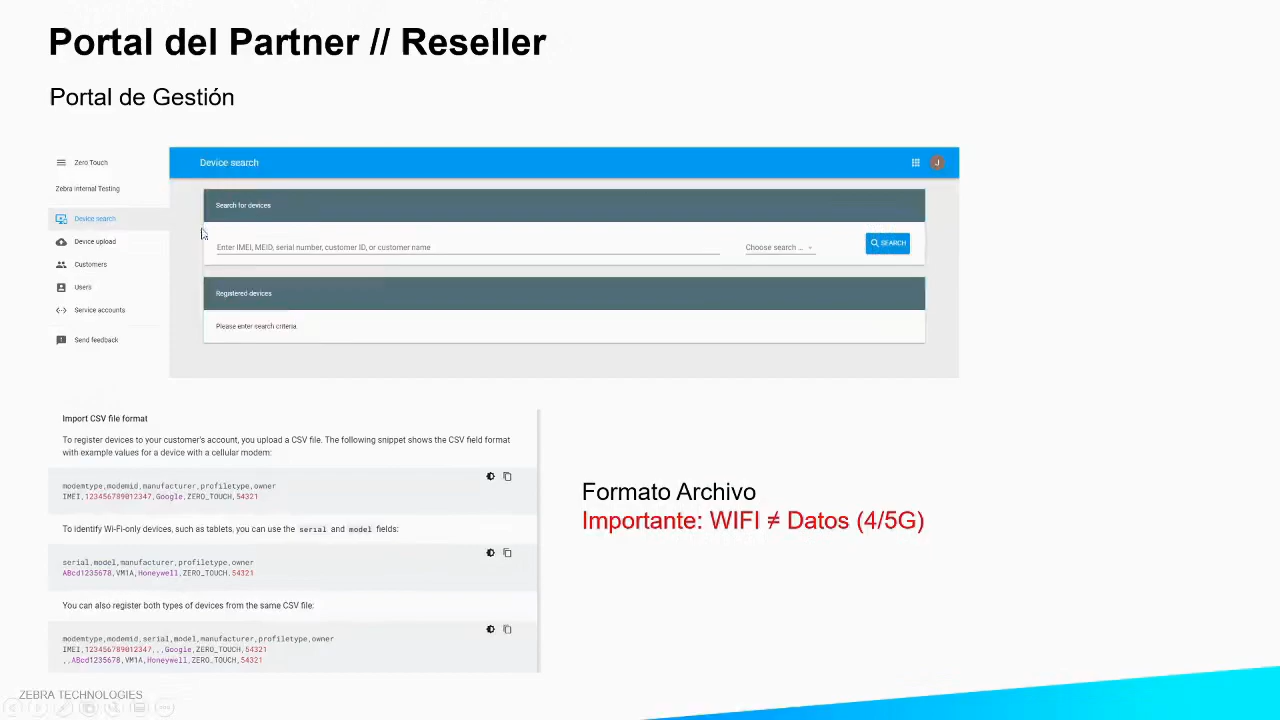 Portal del Partner // Reseller
Portal de Gestión
Zero Touch
Zebra Internal Testing
Device search
Device upload
Customers
Users
Service accounts
Send feedback
Device search
J
Search for devices
Enter IMEI, MEID, serial number, customer ID, or customer name
Choose search ...
SEARCH
Registered devices
Please enter search criteria.
Import CSV file format
To register devices to your customer's account, you upload a CSV file. The following snippet shows the CSV field format
with example values for a device with a cellular modem:
modemtype,modemid,manufacturer,profiletype,owner
IMEI,123456789012347,Google,ZERO_TOUCH,54321
To identify Wi-Fi-only devices, such as tablets, you can use the serial and model fields:
serial,model,manufacturer,profiletype,owner
ABcd1235678,VM1A,Honeywell,ZERO_TOUCH.54321
You can also register both types of devices from the same CSV file:
modemtype,modemid,serial,model,manufacturer,profiletype,owner
IMEI,123456789012347,,,Google,ZERO_TOUCH,54321
,,ABcd1235678,VM1A,Honeywell,ZERO_TOUCH,54321
Formato Archivo
Importante: WIFI ≠ Datos (4/5G)
ZEBRA TECHNOLOGIES